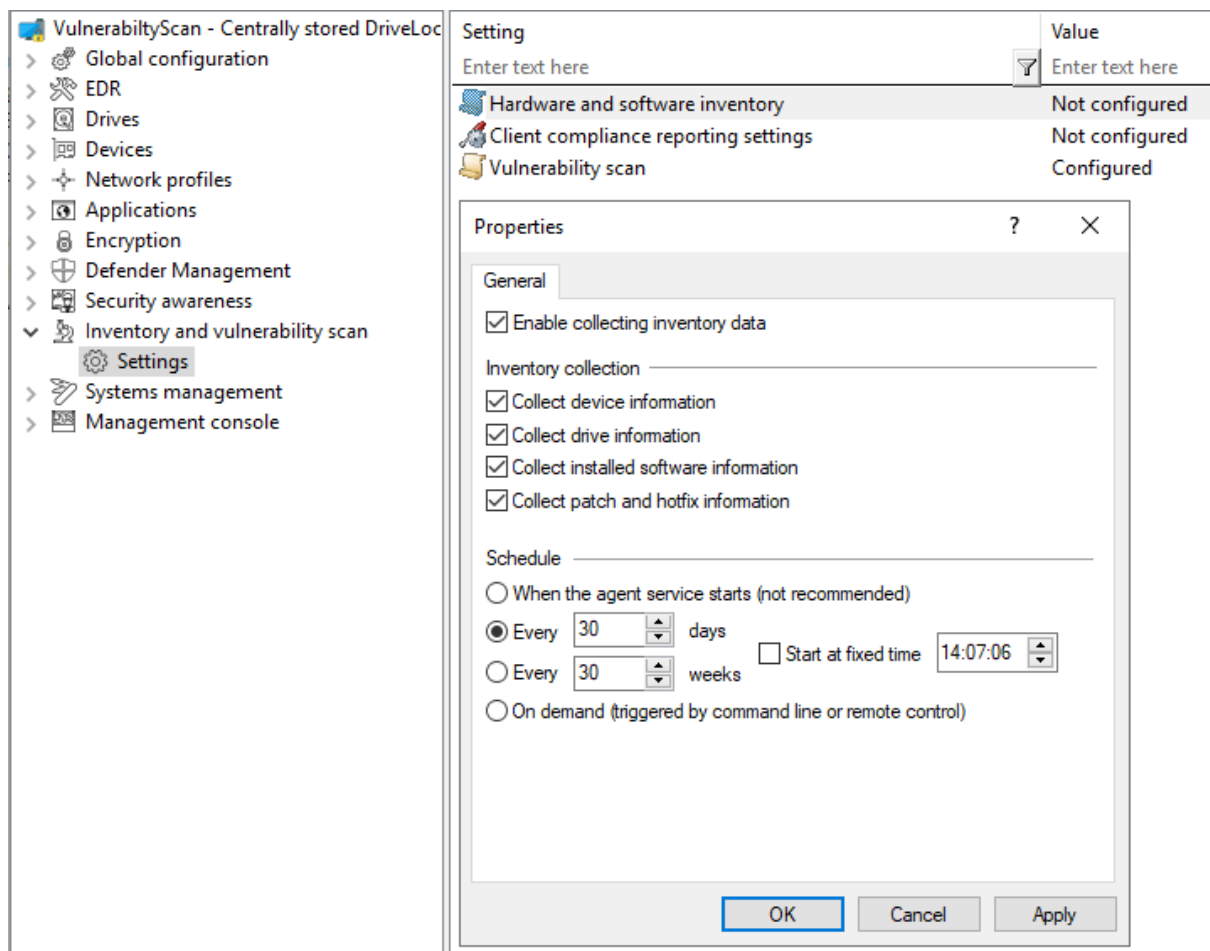 VulnerabiltyScan - Centrally stored DriveLoc
Global configuration
EDR
Drives
Devices
Network profiles
Applications
Encryption
Defender Management
Security awareness
Inventory and vulnerability scan
Settings
Systems management
Management console
Setting Value
Enter text here Enter text here
Hardware and software inventory Not configured
Client compliance reporting settings Not configured
Vulnerability scan Configured
Properties ?
General
Enable collecting inventory data
Inventory collection
Collect device information
Collect drive information
Collect installed software information
Collect patch and hotfix information
Schedule
When the agent service starts (not recommended)
Every 30 days
Start at fixed time 14:07:06
Every 30 weeks
On demand (triggered by command line or remote control)
OK Cancel Apply